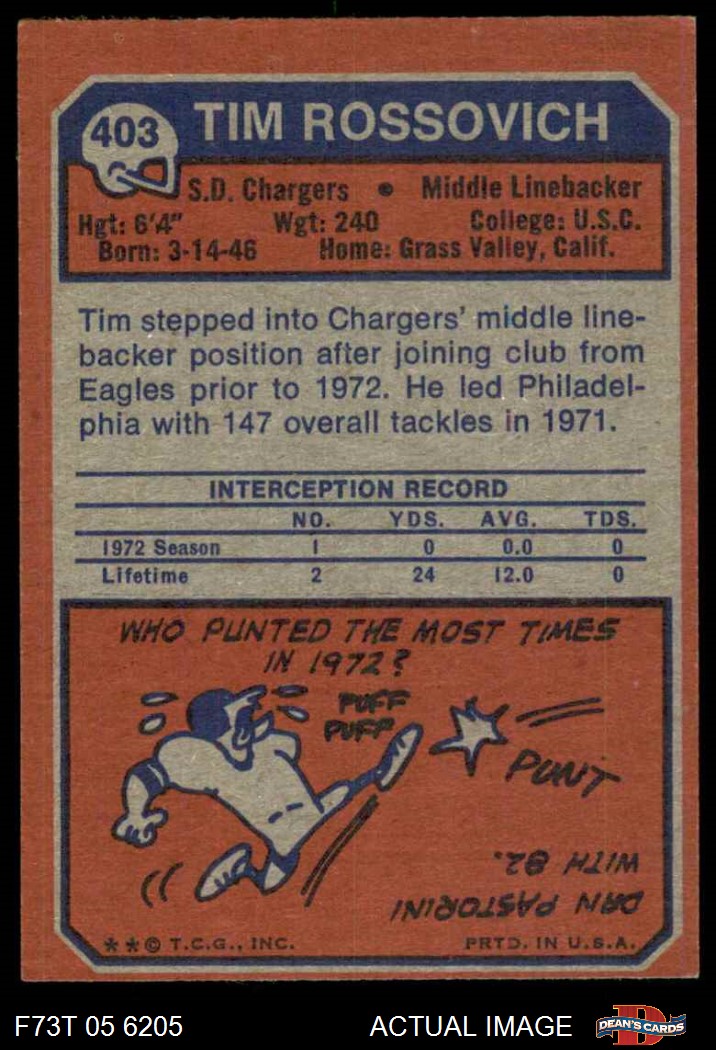 403
TIM ROSSOVICH
S.D. Chargers • Middle Linebacker
Hgt: 6'4" Wgt: 240 College: U.S.C.
Born: 3-14-46 Home: Grass Valley, Calif.
Tim stepped into Chargers' middle line-
backer position after joining club from
Eagles prior to 1972. He led Philadel-
phia with 147 overall tackles in 1971.
INTERCEPTION RECORD
NO. YDS. AVG. TDS.
1972 Season 1 0 0.0 0
Lifetime 2 24 12.0 0
WHO PUNTED THE MOST TIMES
IN 1972?
PUFF
PUFF
PUNT
DAN PASTORINI
WITH 82.
**© T.C.G., INC. PRTD. IN U.S.A.
F73T 05 6205 ACTUAL IMAGE
D
DEAN'S CARDS